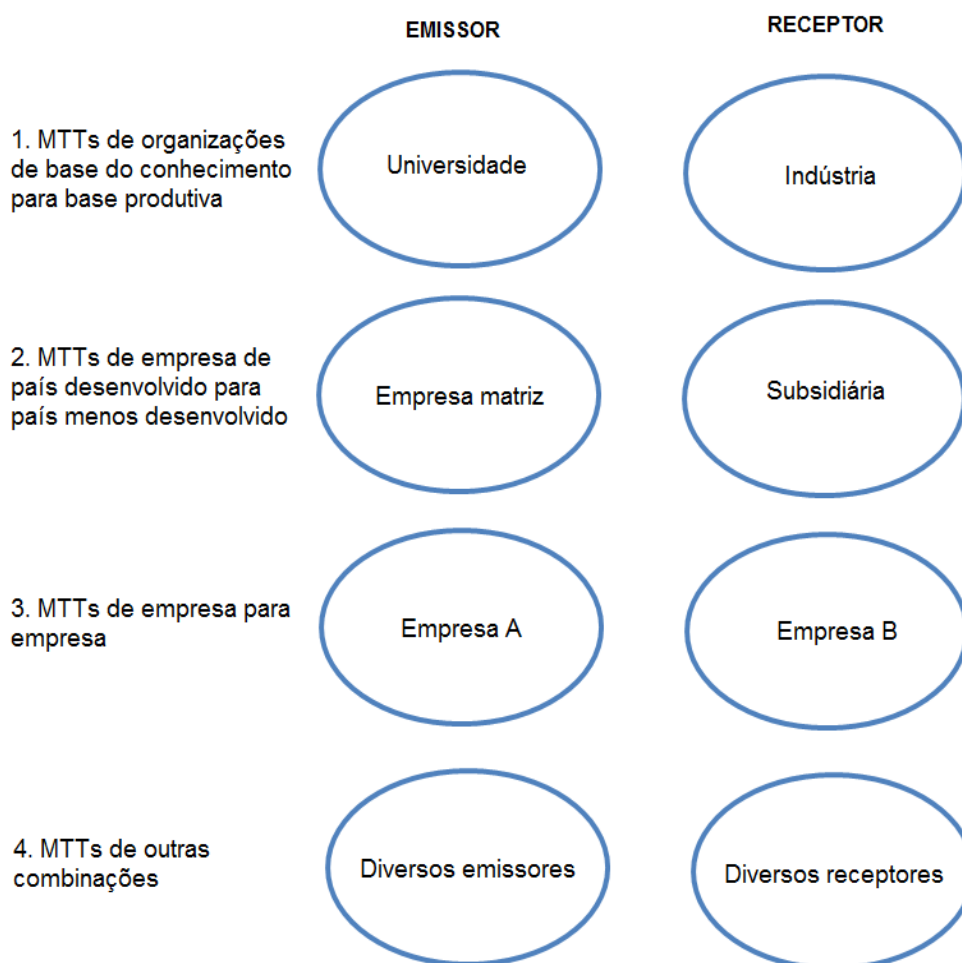 EMISSOR
RECEPTOR
1. MTTs de organizações
de base do conhecimento
para base produtiva
Universidade
Indústria
2. MTTs de empresa de
país desenvolvido para
país menos desenvolvido
Empresa matriz
Subsidiária
3. MTTs de empresa para
empresa
Empresa A
Empresa B
4. MTTs de outras
combinações
Diversos emissores
Diversos receptores